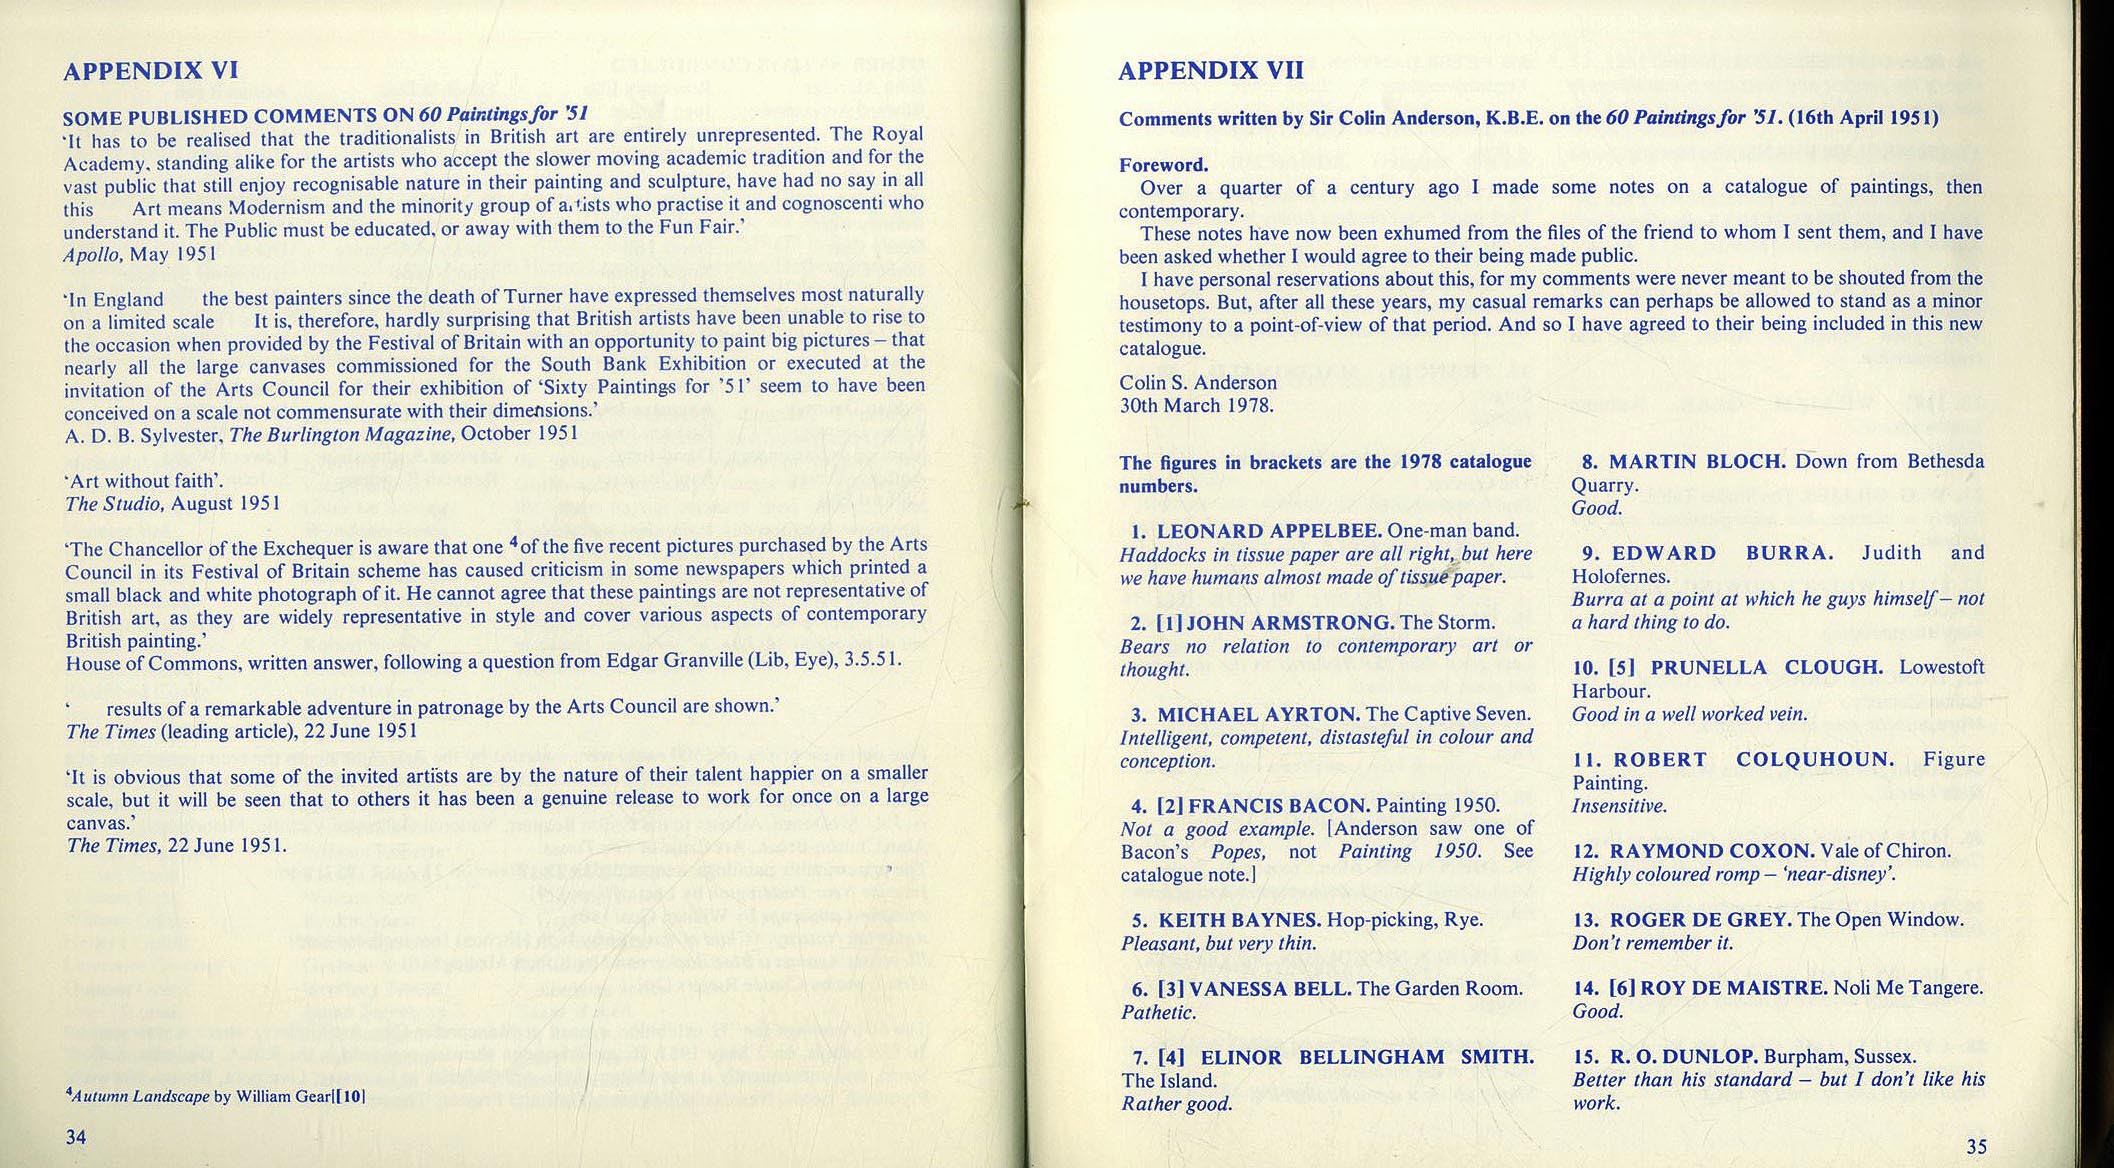 APPENDIX VI
SOME PUBLISHED COMMENTS ON 60 Paintings for '51
'It has to be realised that the traditionalists in British art are entirely unrepresented. The Royal
Academy, standing alike for the artists who accept the slower moving academic tradition and for the
vast public that still enjoy recognisable nature in their painting and sculpture, have had no say in all
this Art means Modernism and the minority group of artists who practise it and cognoscenti who
understand it. The Public must be educated, or away with them to the Fun Fair.'
Apollo, May 1951
'In England the best painters since the death of Turner have expressed themselves most naturally
on a limited scale It is, therefore, hardly surprising that British artists have been unable to rise to
the occasion when provided by the Festival of Britain with an opportunity to paint big pictures – that
nearly all the large canvases commissioned for the South Bank Exhibition or executed at the
invitation of the Arts Council for their exhibition of 'Sixty Paintings for '51' seem to have been
conceived on a scale not commensurate with their dimensions.'
A. D. B. Sylvester, The Burlington Magazine, October 1951
'Art without faith'.
The Studio, August 1951
'The Chancellor of the Exchequer is aware that one ⁴of the five recent pictures purchased by the Arts
Council in its Festival of Britain scheme has caused criticism in some newspapers which printed a
small black and white photograph of it. He cannot agree that these paintings are not representative of
British art, as they are widely representative in style and cover various aspects of contemporary
British painting.'
House of Commons, written answer, following a question from Edgar Granville (Lib, Eye), 3.5.51.
' results of a remarkable adventure in patronage by the Arts Council are shown.'
The Times (leading article), 22 June 1951
'It is obvious that some of the invited artists are by the nature of their talent happier on a smaller
scale, but it will be seen that to others it has been a genuine release to work for once on a large
canvas.'
The Times, 22 June 1951.
⁴Autumn Landscape by William Gear[[10]
34
APPENDIX VII
Comments written by Sir Colin Anderson, K.B.E. on the 60 Paintings for '51. (16th April 1951)
Foreword.
Over a quarter of a century ago I made some notes on a catalogue of paintings, then
contemporary.
These notes have now been exhumed from the files of the friend to whom I sent them, and I have
been asked whether I would agree to their being made public.
I have personal reservations about this, for my comments were never meant to be shouted from the
housetops. But, after all these years, my casual remarks can perhaps be allowed to stand as a minor
testimony to a point-of-view of that period. And so I have agreed to their being included in this new
catalogue.
Colin S. Anderson
30th March 1978.
The figures in brackets are the 1978 catalogue
numbers.
1. LEONARD APPELBEE. One-man band.
Haddocks in tissue paper are all right, but here
we have humans almost made of tissue paper.
2. [1] JOHN ARMSTRONG. The Storm.
Bears no relation to contemporary art or
thought.
3. MICHAEL AYRTON. The Captive Seven.
Intelligent, competent, distasteful in colour and
conception.
4. [2] FRANCIS BACON. Painting 1950.
Not a good example. [Anderson saw one of
Bacon's Popes, not Painting 1950. See
catalogue note.]
5. KEITH BAYNES. Hop-picking, Rye.
Pleasant, but very thin.
6. [3] VANESSA BELL. The Garden Room.
Pathetic.
7. [4] ELINOR BELLINGHAM SMITH.
The Island.
Rather good.
8. MARTIN BLOCH. Down from Bethesda
Quarry.
Good.
9. EDWARD BURRA. Judith and
Holofernes.
Burra at a point at which he guys himself – not
a hard thing to do.
10. [5] PRUNELLA CLOUGH. Lowestoft
Harbour.
Good in a well worked vein.
11. ROBERT COLQUHOUN. Figure
Painting.
Insensitive.
12. RAYMOND COXON. Vale of Chiron.
Highly coloured romp – 'near-disney'.
13. ROGER DE GREY. The Open Window.
Don't remember it.
14. [6] ROY DE MAISTRE. Noli Me Tangere.
Good.
15. R. O. DUNLOP. Burpham, Sussex.
Better than his standard – but I don't like his
work.
35